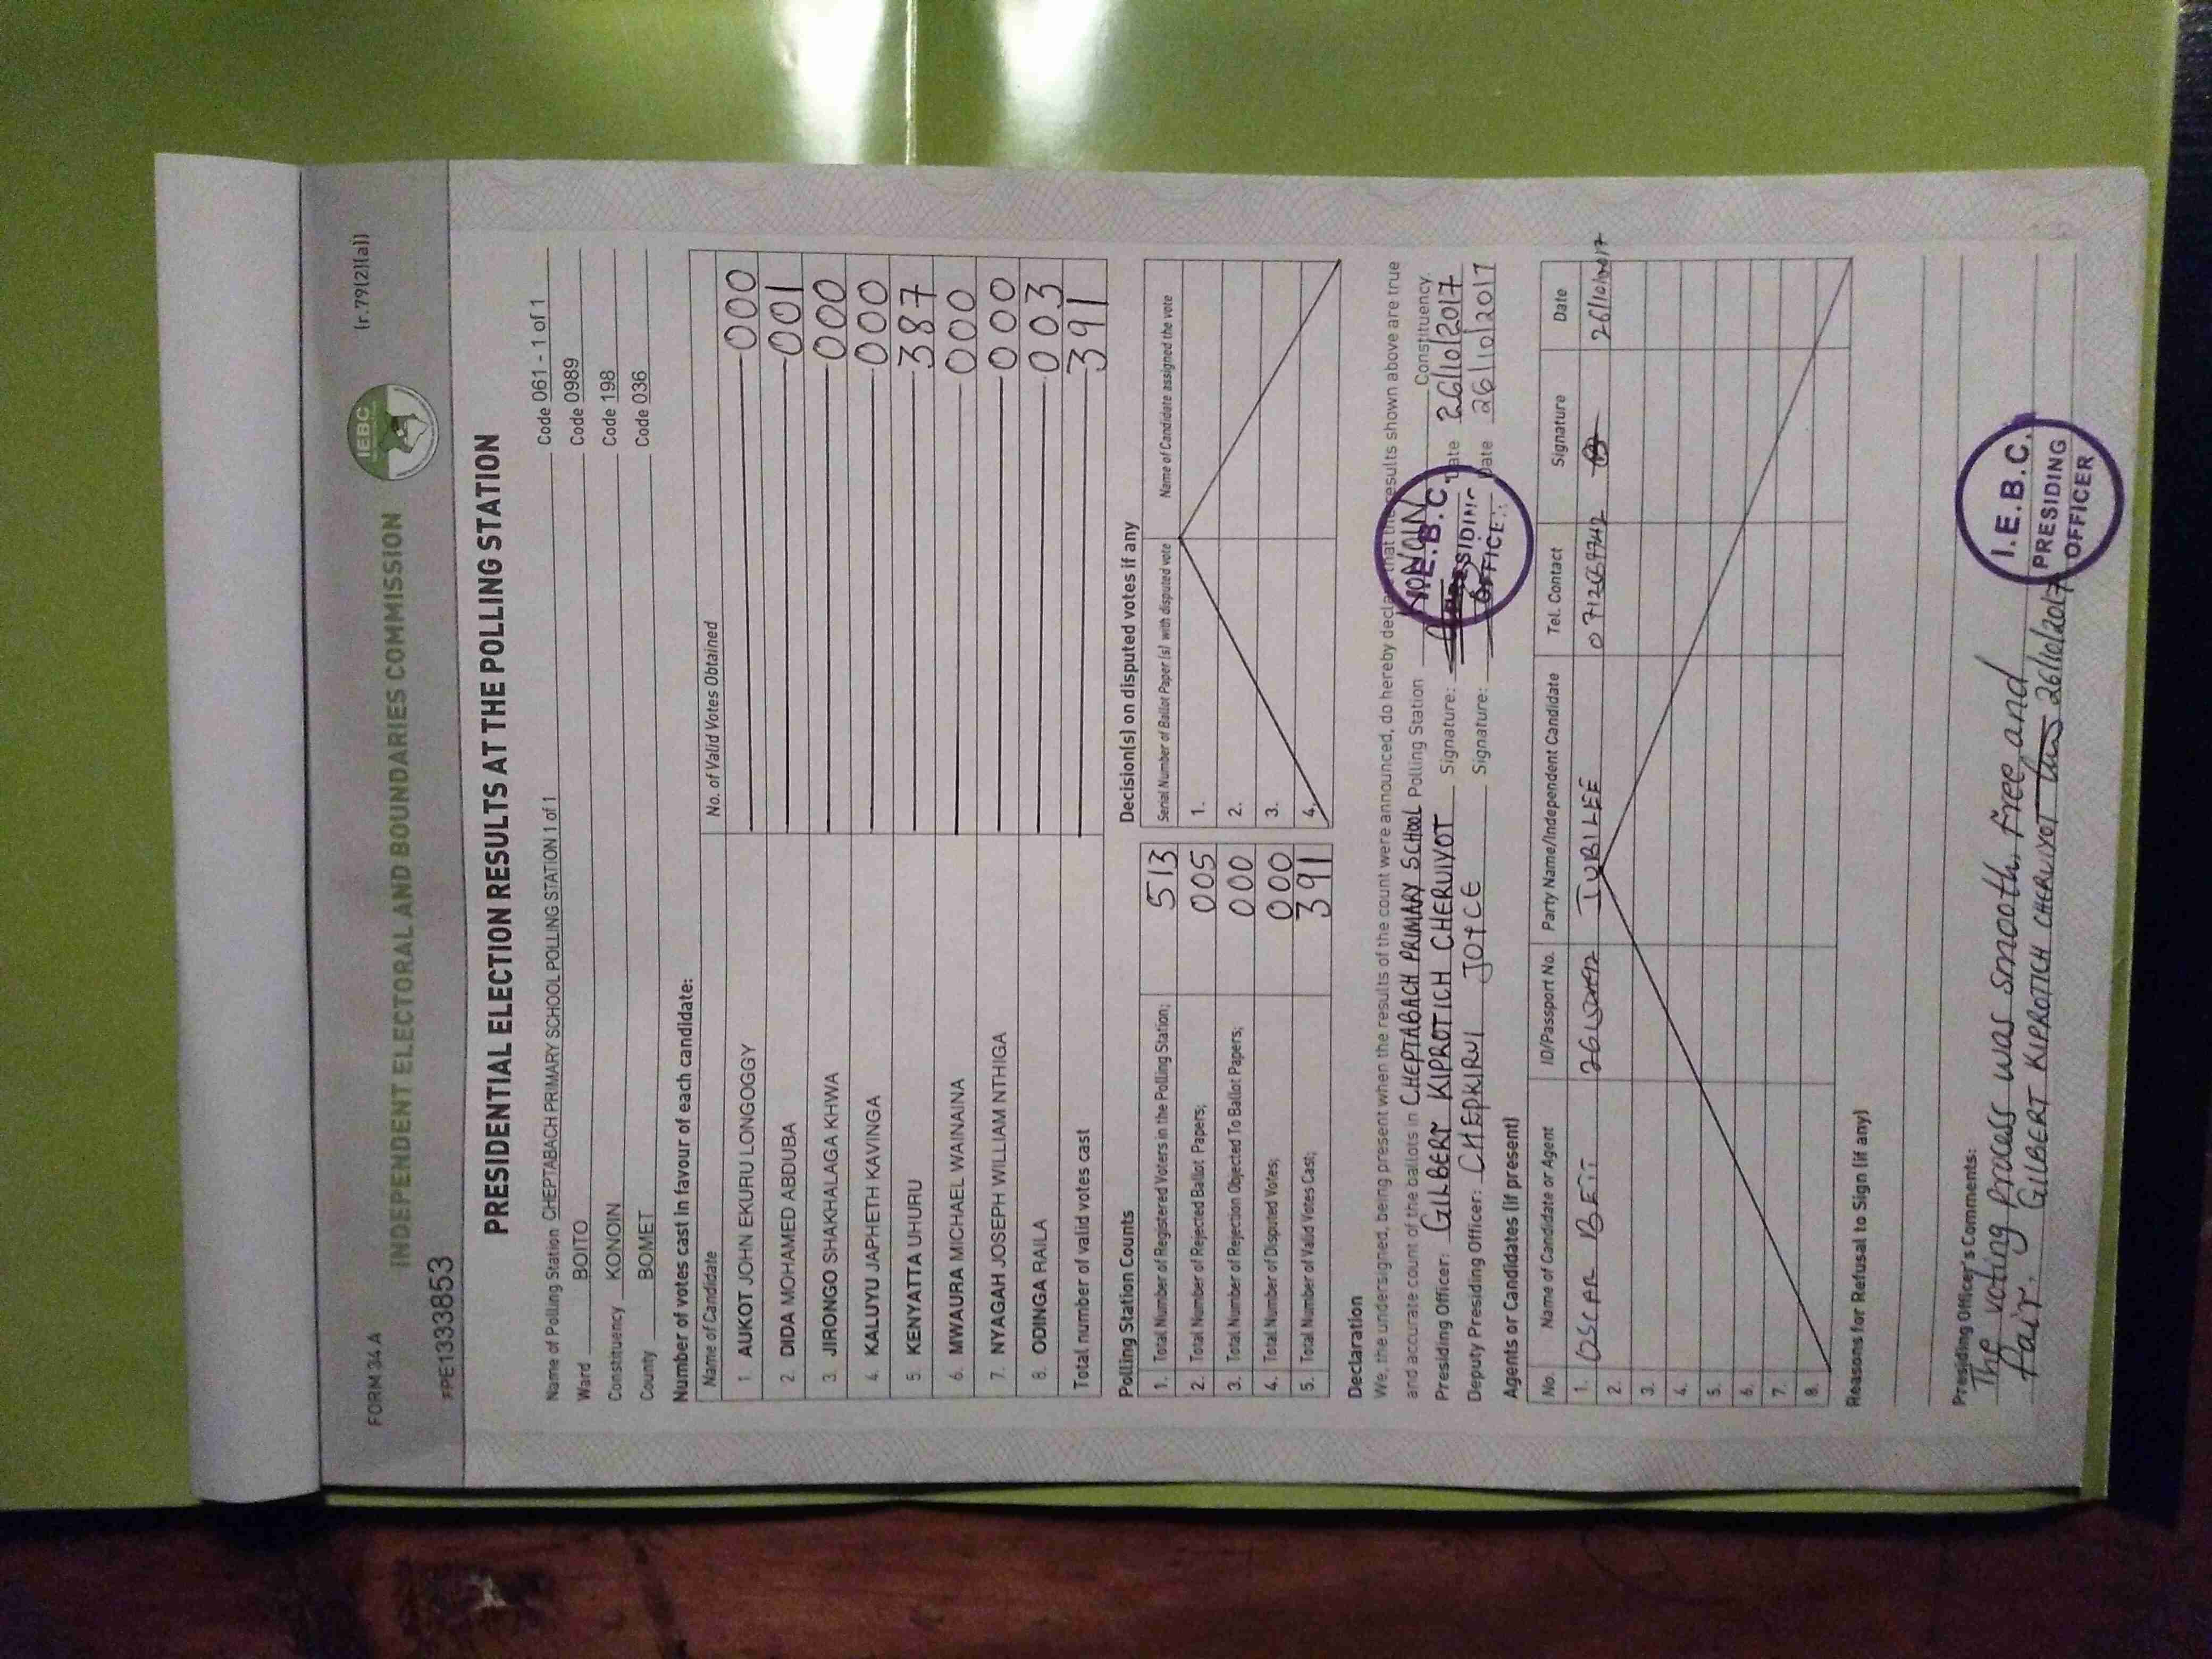 FORM 34A (r.79(2)(a))
INDEPENDENT ELECTORAL AND BOUNDARIES COMMISSION
IEBC
*PE1333853
PRESIDENTIAL ELECTION RESULTS AT THE POLLING STATION
Name of Polling Station CHEPTABACH PRIMARY SCHOOL POLLING STATION 1 of 1 Code 061 - 1 of 1
Ward BOITO Code 0989
Constituency KONOIN Code 198
County BOMET Code 036
Number of votes cast in favour of each candidate:
Name of Candidate No. of Valid Votes Obtained
1. AUKOT JOHN EKURU LONGOGGY 000
2. DIDA MOHAMED ABDUBA 001
3. JIRONGO SHAKHALAGA KHWA 000
4. KALUYU JAPHETH KAVINGA 000
5. KENYATTA UHURU 387
6. MWAURA MICHAEL WAINAINA 000
7. NYAGAH JOSEPH WILLIAM NTHIGA 000
8. ODINGA RAILA 003
Total number of valid votes cast 391
Polling Station Counts
1. Total Number of Registered Voters in the Polling Station; 513
2. Total Number of Rejected Ballot Papers; 005
3. Total Number of Rejection Objected To Ballot Papers; 000
4. Total Number of Disputed Votes; 000
5. Total Number of Valid Votes Cast; 391
Decision(s) on disputed votes if any
Serial Number of Ballot Paper(s) with disputed vote Name of Candidate assigned the vote
1.
2.
3.
4.
Declaration
We, the undersigned, being present when the results of the count were announced, do hereby declare that the results shown above are true
and accurate count of the ballots in CHEPTABACH PRIMARY SCHOOL Polling Station KONOIN Constituency.
Presiding Officer: GILBERT KIPROTICH CHERUIYOT Signature: Date 26/10/2017
Deputy Presiding Officer: CHEPKIRUI JOYCE Signature: Date 26/10/2017
I.E.B.C.
PRESIDING
OFFICER
Agents or Candidates (if present)
No. Name of Candidate or Agent ID/Passport No. Party Name/Independent Candidate Tel. Contact Signature Date
1. OSCAR BETT JUBILEE 26/10/2017
2.
3.
4.
5.
6.
7.
8.
Reasons for Refusal to Sign (if any)
Presiding Officer's Comments:
The voting process was smooth, free and
fair. GILBERT KIPROTICH CHERUIYOT 26/10/2017
I.E.B.C.
PRESIDING
OFFICER